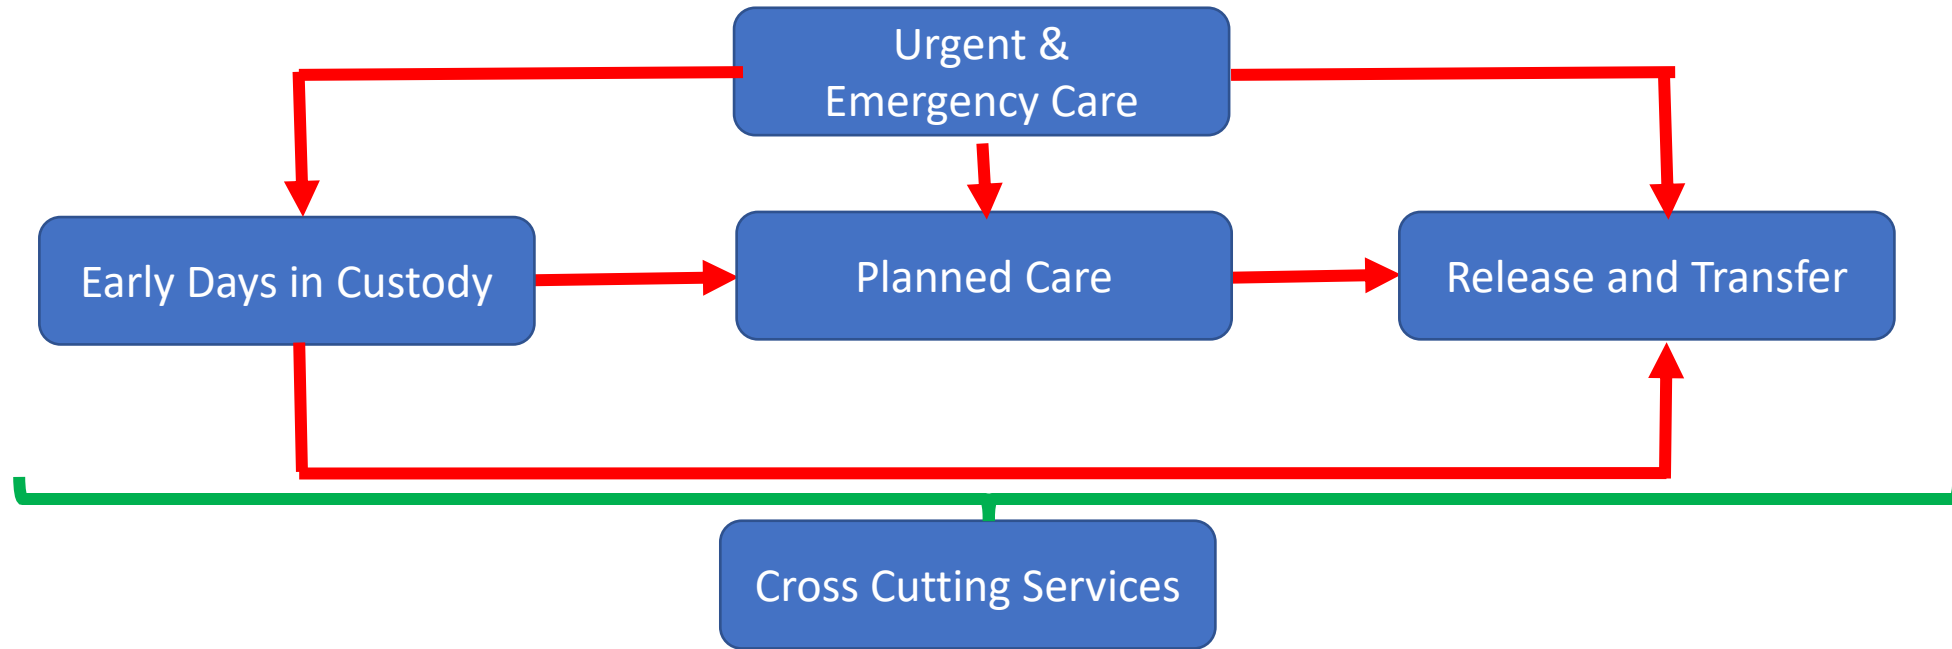 Urgent &
Emergency Care
Early Days in Custody
Planned Care
Release and Transfer
Cross Cutting Services